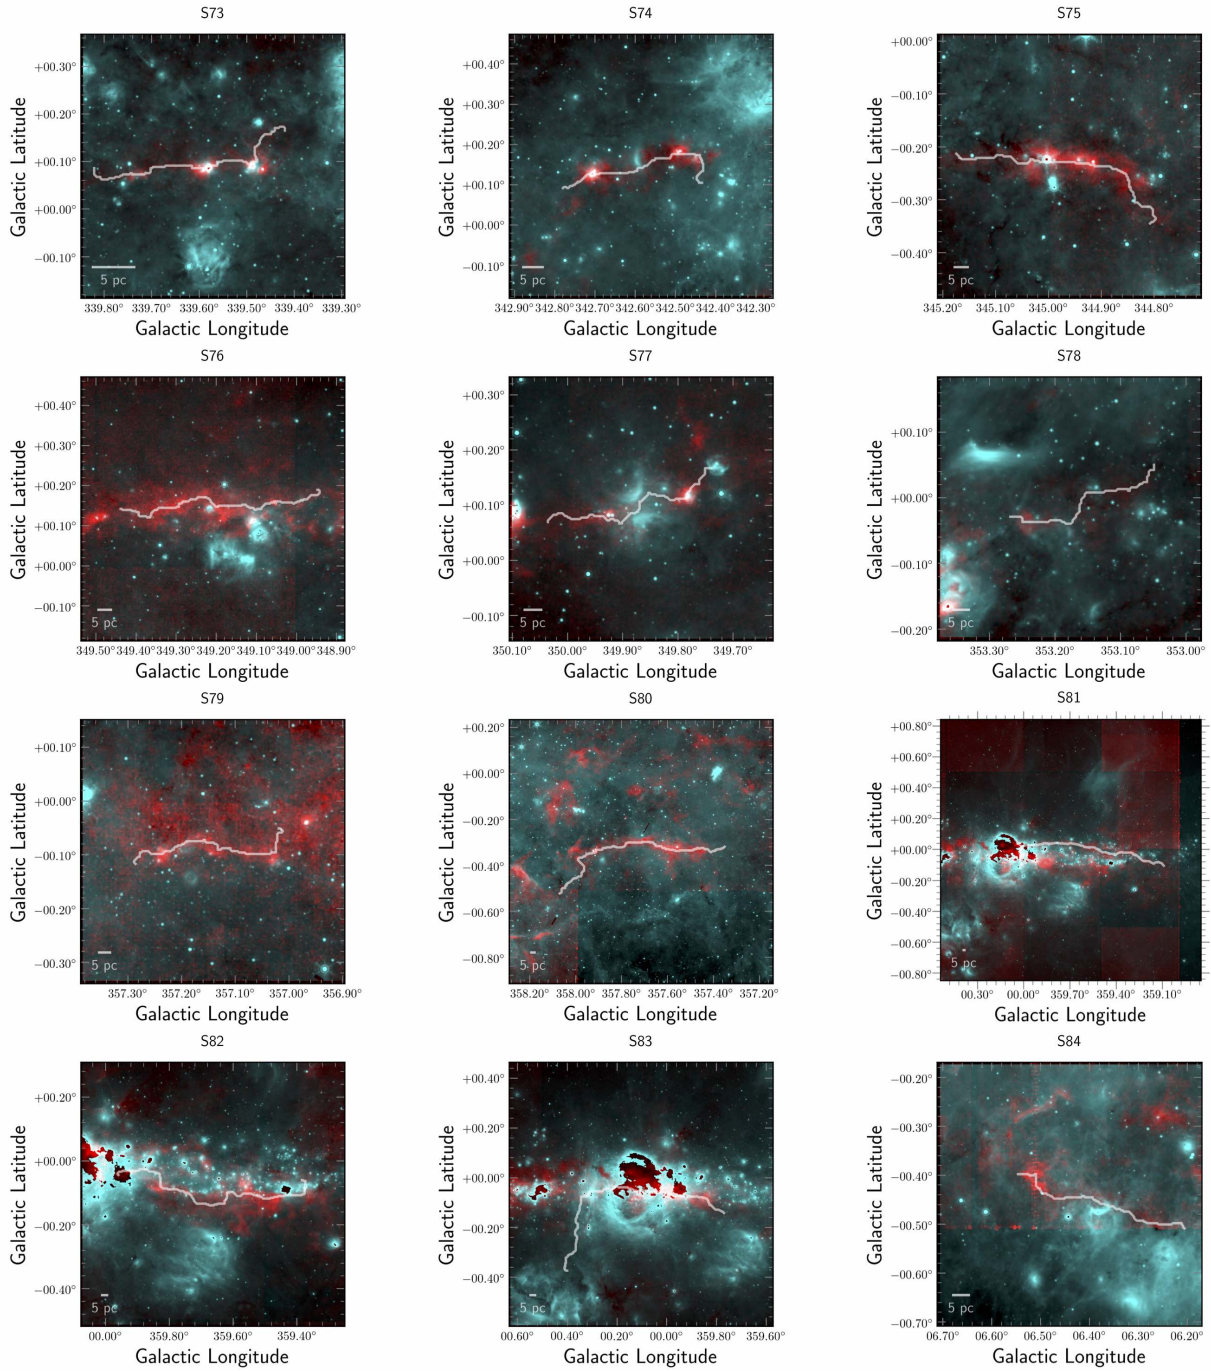 S73
S74
S75
+00.30°
+00.20°
+00.10°
+00.00°
−00.10°
Galactic Latitude
5 pc
339.80° 339.70° 339.60° 339.50° 339.40° 339.30°
Galactic Longitude
+00.40°
+00.30°
+00.20°
+00.10°
+00.00°
−00.10°
Galactic Latitude
5 pc
342.90° 342.80° 342.70° 342.60° 342.50° 342.40° 342.30°
Galactic Longitude
+00.00°
−00.10°
−00.20°
−00.30°
−00.40°
Galactic Latitude
5 pc
345.20° 345.10° 345.00° 344.90° 344.80°
Galactic Longitude
S76
S77
S78
+00.40°
+00.30°
+00.20°
+00.10°
+00.00°
−00.10°
Galactic Latitude
5 pc
349.50° 349.40° 349.30° 349.20° 349.10° 349.00° 348.90°
Galactic Longitude
+00.30°
+00.20°
+00.10°
+00.00°
−00.10°
Galactic Latitude
5 pc
350.10° 350.00° 349.90° 349.80° 349.70°
Galactic Longitude
+00.10°
+00.00°
−00.10°
−00.20°
Galactic Latitude
5 pc
353.30° 353.20° 353.10° 353.00°
Galactic Longitude
S79
S80
S81
+00.10°
+00.00°
−00.10°
−00.20°
−00.30°
Galactic Latitude
5 pc
357.30° 357.20° 357.10° 357.00° 356.90°
Galactic Longitude
+00.20°
+00.00°
−00.20°
−00.40°
−00.60°
−00.80°
Galactic Latitude
5 pc
358.20° 358.00° 357.80° 357.60° 357.40° 357.20°
Galactic Longitude
+00.80°
+00.60°
+00.40°
+00.20°
+00.00°
−00.20°
−00.40°
−00.60°
−00.80°
Galactic Latitude
5 pc
00.30° 00.00° 359.70° 359.40° 359.10°
Galactic Longitude
S82
S83
S84
+00.20°
+00.00°
−00.20°
−00.40°
Galactic Latitude
5 pc
00.00° 359.80° 359.60° 359.40°
Galactic Longitude
+00.40°
+00.20°
+00.00°
−00.20°
−00.40°
Galactic Latitude
5 pc
00.60° 00.40° 00.20° 00.00° 359.80° 359.60°
Galactic Longitude
−00.20°
−00.30°
−00.40°
−00.50°
−00.60°
−00.70°
Galactic Latitude
5 pc
06.70° 06.60° 06.50° 06.40° 06.30° 06.20°
Galactic Longitude